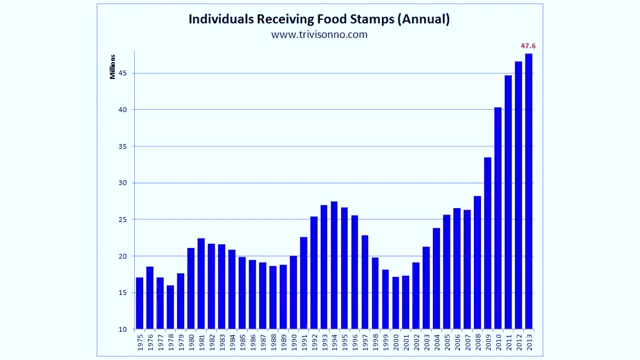 Individuals Receiving Food Stamps (Annual)
www.trivisonno.com
47.6
Millions
45
40
35
30
25
20
15
10
1975 1976 1977 1978 1979 1980 1981 1982 1983 1984 1985 1986 1987 1988 1989 1990 1991 1992 1993 1994 1995 1996 1997 1998 1999 2000 2001 2002 2003 2004 2005 2006 2007 2008 2009 2010 2011 2012 2013